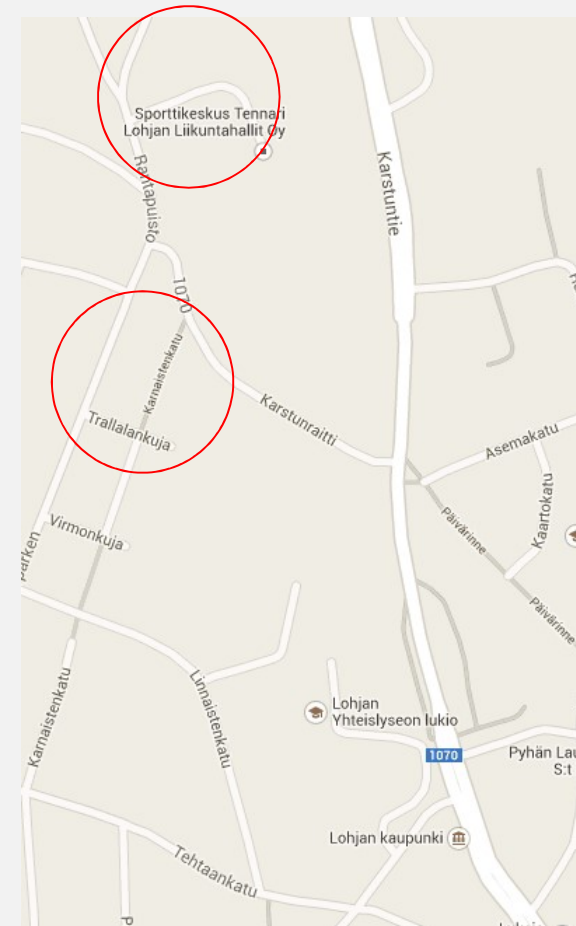 Sporttikeskus Tennari
Lohjan Liikuntahallit Oy
Rantapuisto
Karstuntie
1070
Karnaistenkatu
Karstunraitti
Trallalankuja
Asemakatu
Kaartokatu
Päivärinne
Virmonkuja
parken
Päivärinne
Karnaistenkatu
Linnaistenkatu
Lohjan
Yhteislyseon lukio
1070
Pyhän Lau
S:t
Lohjan kaupunki
Tehtaankatu
P